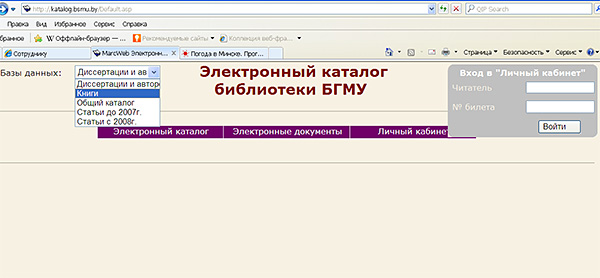 http://katalog.bsmu.by/Default.asp
QIP Search
Правка Вид Избранное Сервис Справка
Оффлайн-браузер — ...
Рекомендуемые сайты
Коллекция веб-фра...
Сотруднику
MarcWeb Электронн...
Погода в Минске. Прог...
Страница
Безопасность
Сервис
Базы данных:
Диссертации и ав
Диссертации и авторе
Книги
Общий каталог
Статьи до 2007г.
Статьи с 2008г.
Электронный каталог
библиотеки БГМУ
Вход в "Личный кабинет"
Читатель
№ билета
Войти
Электронный каталог
Электронные документы
Личный кабинет